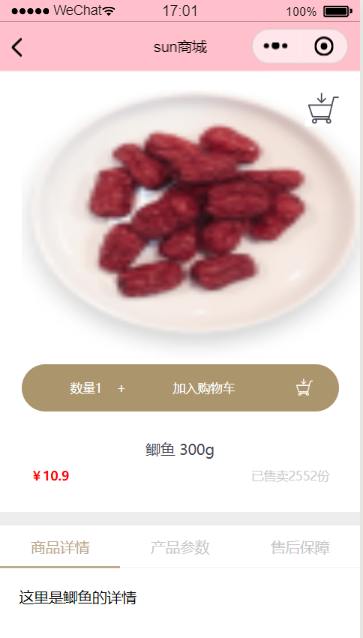 WeChat 17:01 100%
sun商城
数量1 + 加入购物车
鲫鱼 300g
￥10.9 已售卖2552份
商品详情 产品参数 售后保障
这里是鲫鱼的详情